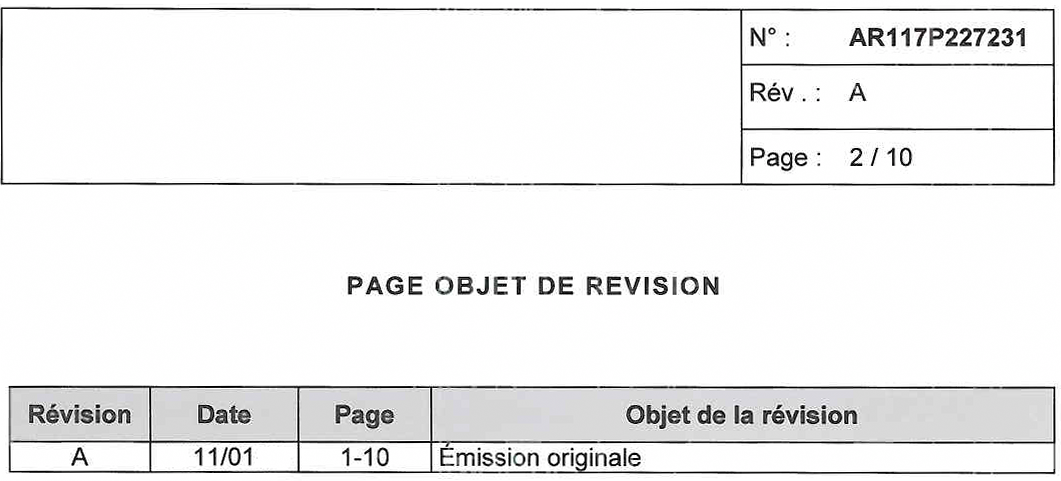 N° : AR117P227231
Rév . : A
Page : 2 / 10
PAGE OBJET DE REVISION
Révision Date Page Objet de la révision
A 11/01 1-10 Émission originale